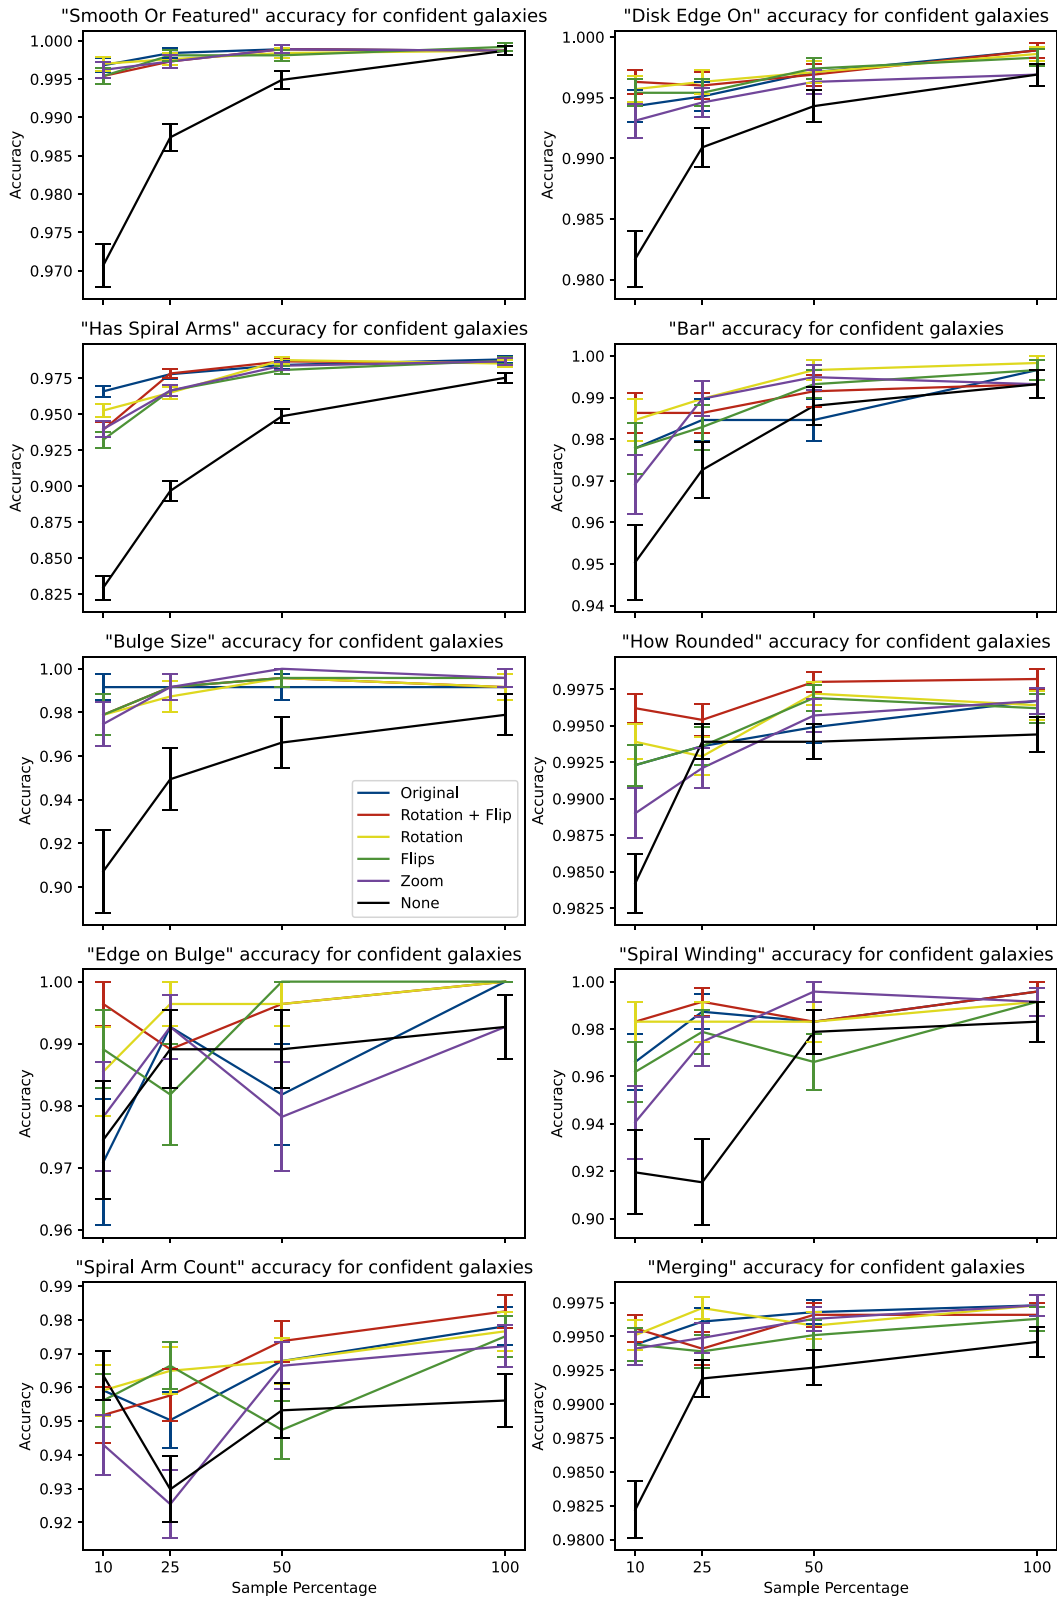 "Smooth Or Featured" accuracy for confident galaxies
1.000
0.995
0.990
0.985
0.980
0.975
0.970
Accuracy
"Disk Edge On" accuracy for confident galaxies
1.000
0.995
0.990
0.985
0.980
Accuracy
"Has Spiral Arms" accuracy for confident galaxies
0.975
0.950
0.925
0.900
0.875
0.850
0.825
Accuracy
"Bar" accuracy for confident galaxies
1.00
0.99
0.98
0.97
0.96
0.95
0.94
Accuracy
"Bulge Size" accuracy for confident galaxies
1.00
0.98
0.96
0.94
0.92
0.90
Accuracy
Original
Rotation + Flip
Rotation
Flips
Zoom
None
"How Rounded" accuracy for confident galaxies
0.9975
0.9950
0.9925
0.9900
0.9875
0.9850
0.9825
Accuracy
"Edge on Bulge" accuracy for confident galaxies
1.00
0.99
0.98
0.97
0.96
Accuracy
"Spiral Winding" accuracy for confident galaxies
1.00
0.98
0.96
0.94
0.92
0.90
Accuracy
"Spiral Arm Count" accuracy for confident galaxies
0.99
0.98
0.97
0.96
0.95
0.94
0.93
0.92
Accuracy
10 25 50 100
Sample Percentage
"Merging" accuracy for confident galaxies
0.9975
0.9950
0.9925
0.9900
0.9875
0.9850
0.9825
0.9800
Accuracy
10 25 50 100
Sample Percentage